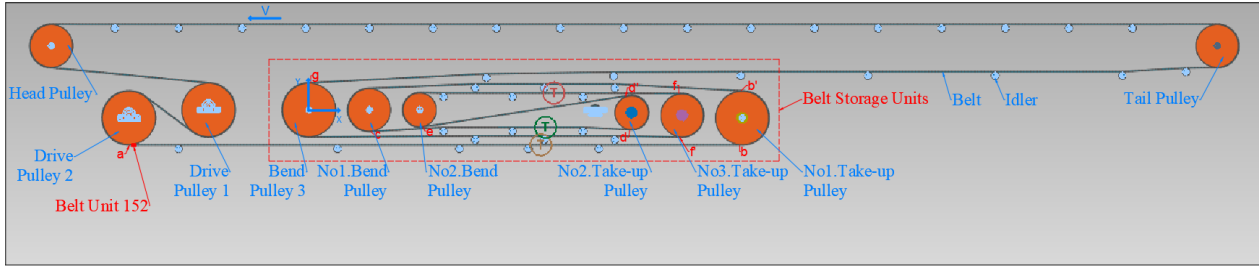 V
Y
g
X
T
d'
f
b'
Head Pulley
Belt Storage Units
Belt
Idler
Tail Pulley
c
e
T
d
T
f'
a
b
Drive
Pulley 2
Drive
Pulley 1
Bend
Pulley 3
No1.Bend
Pulley
No2.Bend
Pulley
No2.Take-up
Pulley
No3.Take-up
Pulley
No1.Take-up
Pulley
Belt Unit 152